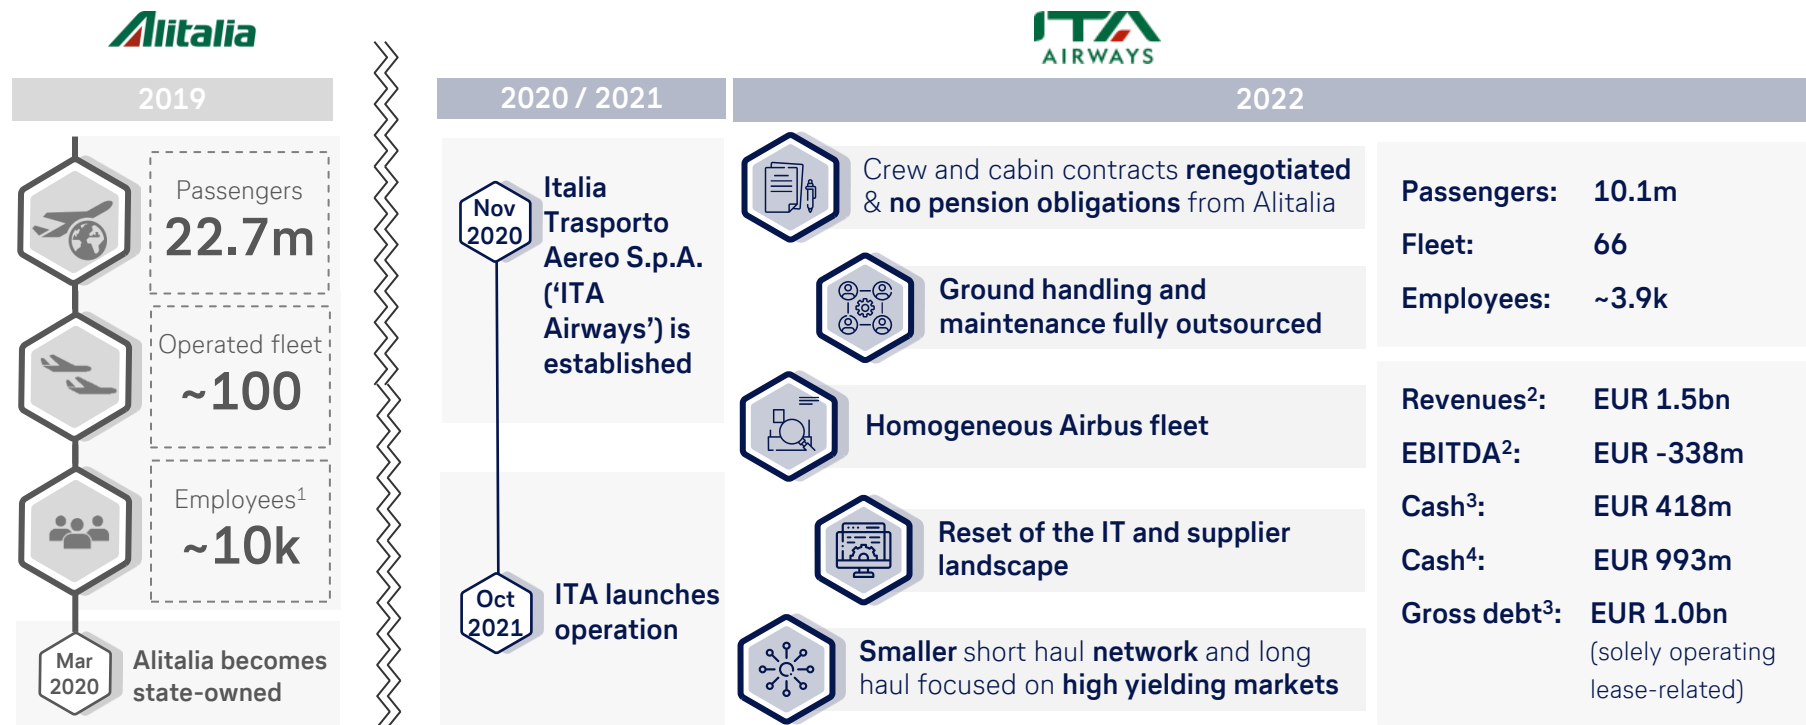 Alitalia
2019
Passengers
22.7m
Operated fleet
~100
Employees¹
~10k
Mar
2020
Alitalia becomes
state-owned
ITA
AIRWAYS
2020 / 2021
Nov
2020
Italia
Trasporto
Aereo S.p.A.
(‘ITA
Airways’) is
established
Oct
2021
ITA launches
operation
2022
Crew and cabin contracts renegotiated
& no pension obligations from Alitalia
Ground handling and
maintenance fully outsourced
Homogeneous Airbus fleet
Reset of the IT and supplier
landscape
Smaller short haul network and long
haul focused on high yielding markets
Passengers: 10.1m
Fleet: 66
Employees: ~3.9k
Revenues²: EUR 1.5bn
EBITDA²: EUR -338m
Cash³: EUR 418m
Cash⁴: EUR 993m
Gross debt³: EUR 1.0bn
(solely operating
lease-related)